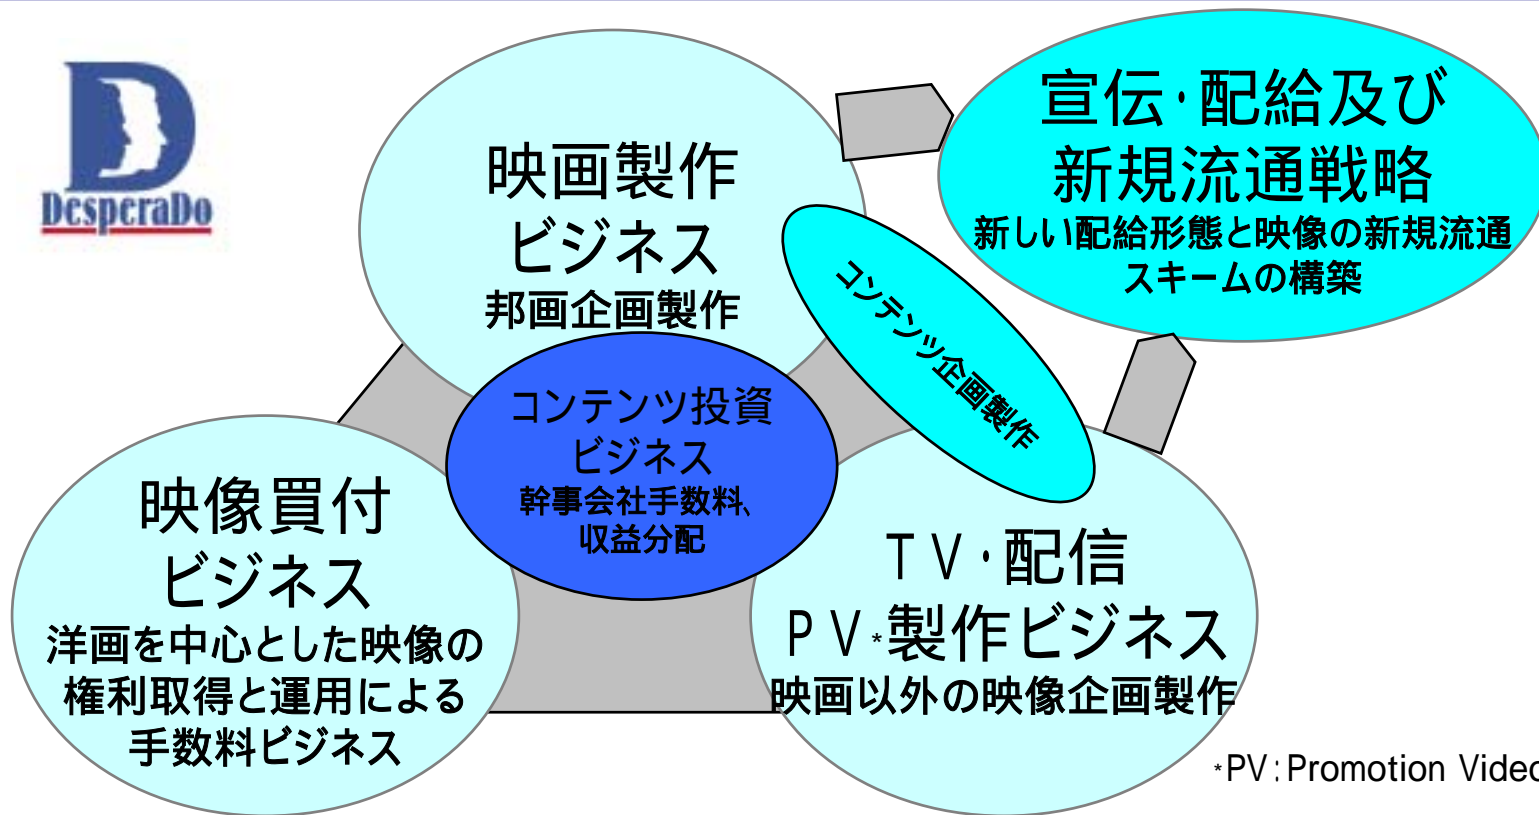 DesperaDo
映画製作
ビジネス
邦画企画製作
宣伝・配給及び
新規流通戦略
新しい配給形態と映像の新規流通
スキームの構築
コンテンツ企画製作
コンテンツ投資
ビジネス
幹事会社手数料、
収益分配
映像買付
ビジネス
洋画を中心とした映像の
権利取得と運用による
手数料ビジネス
TV・配信
PV*製作ビジネス
映画以外の映像企画製作
*PV:Promotion Video